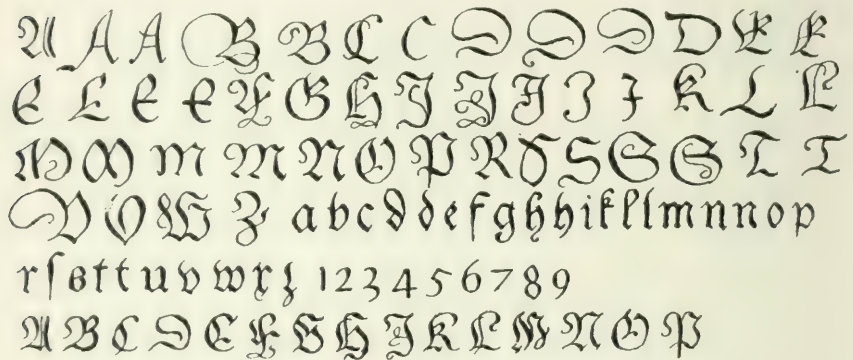 A A A B B C C D D D D E E
E E E E F G H J J J J J K L L
M M M M N O P R S S S S T T
V V W Z a b c d d e f g h h i k l l m n n n o p
r ſ s t t u v w x z 1 2 3 4 5 6 7 8 9
A B C D E F G H J K L M N O P